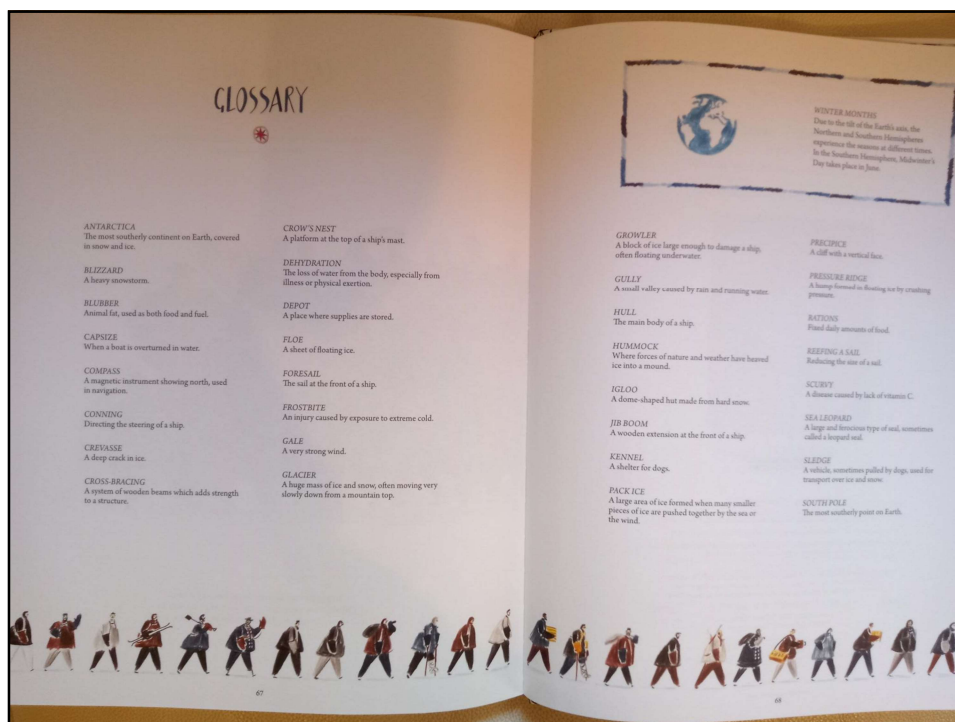 GLOSSARY
ANTARCTICA
The most southerly continent on Earth, covered
in snow and ice.
BLIZZARD
A heavy snowstorm.
BLUBBER
Animal fat, used as both food and fuel.
CAPSIZE
When a boat is overturned in water.
COMPASS
A magnetic instrument showing north, used
in navigation.
CONNING
Directing the steering of a ship.
CREVASSE
A deep crack in ice.
CROSS-BRACING
A system of wooden beams which adds strength
to a structure.
CROW'S NEST
A platform at the top of a ship's mast.
DEHYDRATION
The loss of water from the body, especially from
illness or physical exertion.
DEPOT
A place where supplies are stored.
FLOE
A sheet of floating ice.
FORESAIL
The sail at the front of a ship.
FROSTBITE
An injury caused by exposure to extreme cold.
GALE
A very strong wind.
GLACIER
A huge mass of ice and snow, often moving very
slowly down from a mountain top.
67
WINTER MONTHS
Due to the tilt of the Earth's axis, the
Northern and Southern Hemispheres
experience the seasons at different times.
In the Southern Hemisphere, Midwinter's
Day takes place in June.
GROWLER
A block of ice large enough to damage a ship,
often floating underwater.
GULLY
A small valley caused by rain and running water.
HULL
The main body of a ship.
HUMMOCK
Where forces of nature and weather have heaved
ice into a mound.
IGLOO
A dome-shaped hut made from hard snow.
JIB BOOM
A wooden extension at the front of a ship.
KENNEL
A shelter for dogs.
PACK ICE
A large area of ice formed when many smaller
pieces of ice are pushed together by the sea or
the wind.
PRECIPICE
A cliff with a vertical face.
PRESSURE RIDGE
A hump formed in floating ice by crushing
pressure.
RATIONS
Fixed daily amounts of food.
REEFING A SAIL
Reducing the size of a sail.
SCURVY
A disease caused by lack of vitamin C.
SEA LEOPARD
A large and ferocious type of seal, sometimes
called a leopard seal.
SLEDGE
A vehicle, sometimes pulled by dogs, used for
transport over ice and snow.
SOUTH POLE
The most southerly point on Earth.
68